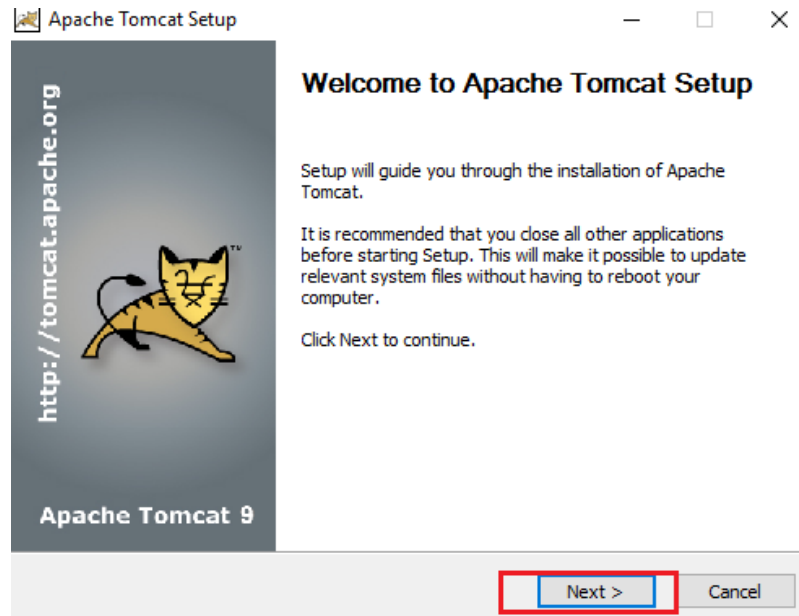 Apache Tomcat Setup
http://tomcat.apache.org
TM
Apache Tomcat 9
Welcome to Apache Tomcat Setup
Setup will guide you through the installation of Apache
Tomcat.
It is recommended that you close all other applications
before starting Setup. This will make it possible to update
relevant system files without having to reboot your
computer.
Click Next to continue.
Next >
Cancel